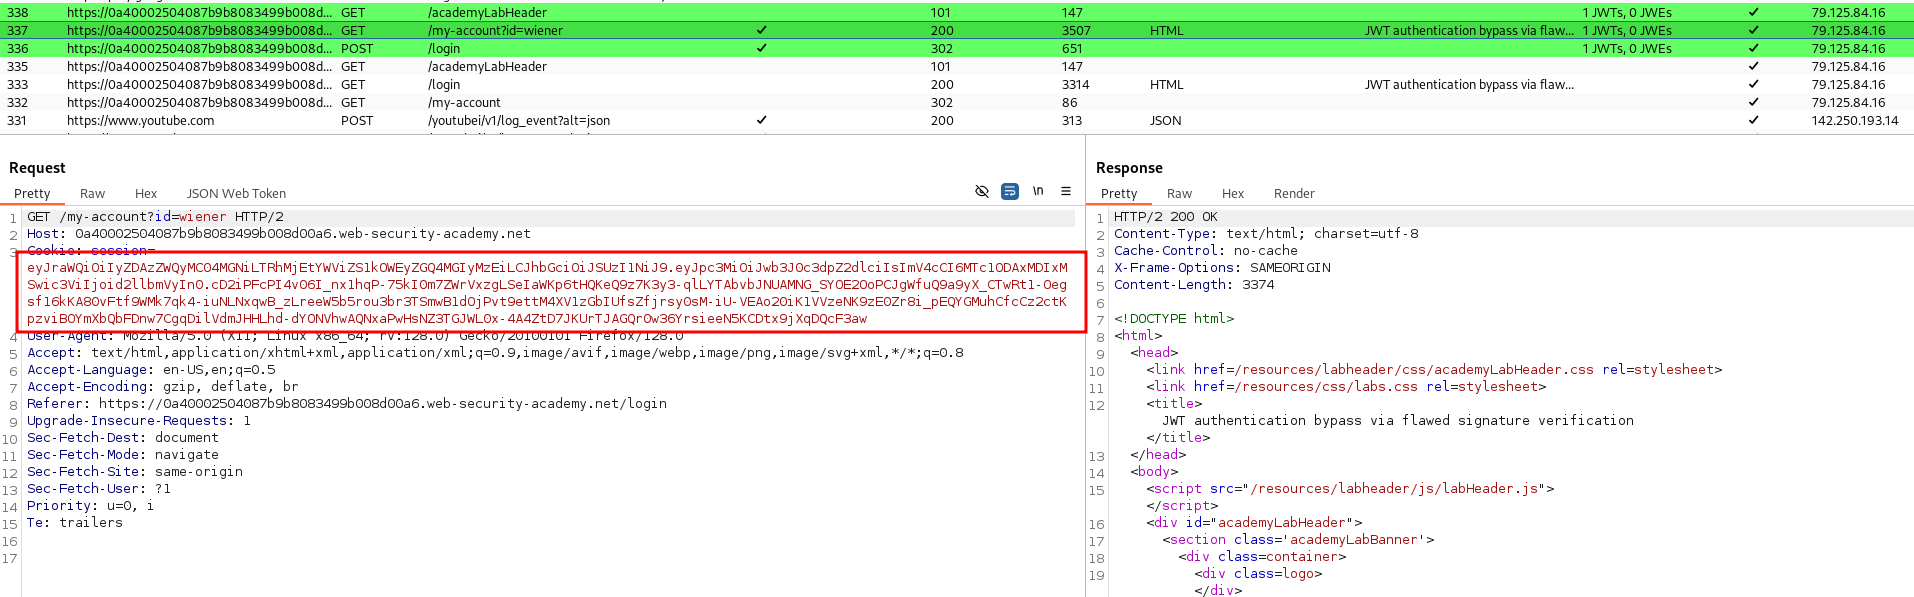 338 https://0a40002504087b9b8083499b008d... GET /academyLabHeader 101 147 1 JWTs, 0 JWEs ✓ 79.125.84.16
337 https://0a40002504087b9b8083499b008d... GET /my-account?id=wiener ✓ 200 3507 HTML JWT authentication bypass via flaw... 1 JWTs, 0 JWEs ✓ 79.125.84.16
336 https://0a40002504087b9b8083499b008d... POST /login ✓ 302 651 1 JWTs, 0 JWEs ✓ 79.125.84.16
335 https://0a40002504087b9b8083499b008d... GET /academyLabHeader 101 147 ✓ 79.125.84.16
333 https://0a40002504087b9b8083499b008d... GET /login 200 3314 HTML JWT authentication bypass via flaw... ✓ 79.125.84.16
332 https://0a40002504087b9b8083499b008d... GET /my-account 302 86 ✓ 79.125.84.16
331 https://www.youtube.com POST /youtubei/v1/log_event?alt=json ✓ 200 313 JSON ✓ 142.250.193.14
Request
Pretty Raw Hex JSON Web Token \n
1 GET /my-account?id=wiener HTTP/2
2 Host: 0a40002504087b9b8083499b008d00a6.web-security-academy.net
3 Cookie: session=
eyJraWQiOiIyZDAzZWQyMC04MGNiLTRhMjEtYWViZS1kOWEyZGQ4MGIyMzEiLCJhbGciOiJSUzI1NiJ9.eyJpc3MiOiJwb3J0c3dpZ2dlciIsImV4cCI6MTc1ODAxMDIxM
Swic3ViIjoid2llbmVyIn0.cD2iPFcPI4v06I_nx1hqP-75kI0m7ZWrVxzgLSeIaWKp6tHQKeQ9z7K3y3-qlLYTAbvbJNUAMNG_SYOE2OoPCJgWfuQ9a9yX_CTwRt1-Oeg
sf16kKA80vFtf9WMk7qk4-iuNLNxqwB_zLreeW5b5rou3br3TSmwB1dOjPvt9ettM4XV1zGbIUfsZfjrsyOsM-iU-VEAo2OiK1VVzeNK9zE0Zr8i_pEQYGMuhCfcCz2ctK
pzviBOYmXbQbFDnw7CgqDilVdmJHHLhd-dYONVhwAQNxaPwHsNZ3TGJWL0x-4A4ZtD7JKUrTJAGQr0w36YrsieeN5KCDtx9jXqDQcF3aw
4 User-Agent: Mozilla/5.0 (X11; Linux x86_64; rv:128.0) Gecko/20100101 Firefox/128.0
5 Accept: text/html,application/xhtml+xml,application/xml;q=0.9,image/avif,image/webp,image/png,image/svg+xml,*/*;q=0.8
6 Accept-Language: en-US,en;q=0.5
7 Accept-Encoding: gzip, deflate, br
8 Referer: https://0a40002504087b9b8083499b008d00a6.web-security-academy.net/login
9 Upgrade-Insecure-Requests: 1
10 Sec-Fetch-Dest: document
11 Sec-Fetch-Mode: navigate
12 Sec-Fetch-Site: same-origin
13 Sec-Fetch-User: ?1
14 Priority: u=0, i
15 Te: trailers
16
17
Response
Pretty Raw Hex Render
1 HTTP/2 200 OK
2 Content-Type: text/html; charset=utf-8
3 Cache-Control: no-cache
4 X-Frame-Options: SAMEORIGIN
5 Content-Length: 3374
6
7 <!DOCTYPE html>
8 <html>
9 <head>
10 <link href=/resources/labheader/css/academyLabHeader.css rel=stylesheet>
11 <link href=/resources/css/labs.css rel=stylesheet>
12 <title>
JWT authentication bypass via flawed signature verification
</title>
13 </head>
14 <body>
15 <script src="/resources/labheader/js/labHeader.js">
</script>
16 <div id="academyLabHeader">
17 <section class='academyLabBanner'>
18 <div class=container>
19 <div class=logo>
</div>